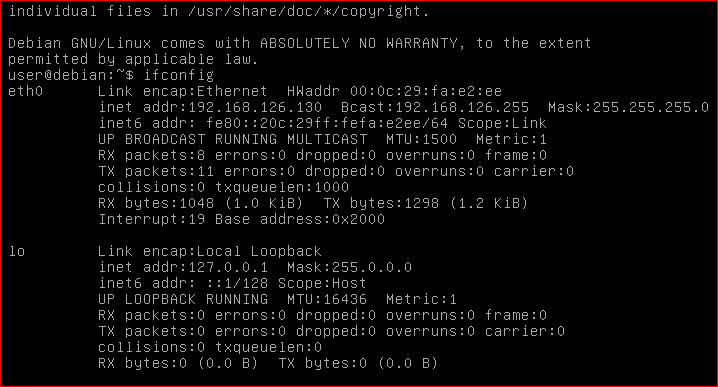 individual files in /usr/share/doc/*/copyright.
Debian GNU/Linux comes with ABSOLUTELY NO WARRANTY, to the extent
permitted by applicable law.
user@debian:~$ ifconfig
eth0      Link encap:Ethernet  HWaddr 00:0c:29:fa:e2:ee
          inet addr:192.168.126.130  Bcast:192.168.126.255  Mask:255.255.255.0
          inet6 addr: fe80::20c:29ff:fefa:e2ee/64 Scope:Link
          UP BROADCAST RUNNING MULTICAST  MTU:1500  Metric:1
          RX packets:8 errors:0 dropped:0 overruns:0 frame:0
          TX packets:11 errors:0 dropped:0 overruns:0 carrier:0
          collisions:0 txqueuelen:1000
          RX bytes:1048 (1.0 KiB)  TX bytes:1298 (1.2 KiB)
          Interrupt:19 Base address:0x2000
lo        Link encap:Local Loopback
          inet addr:127.0.0.1  Mask:255.0.0.0
          inet6 addr: ::1/128 Scope:Host
          UP LOOPBACK RUNNING  MTU:16436  Metric:1
          RX packets:0 errors:0 dropped:0 overruns:0 frame:0
          TX packets:0 errors:0 dropped:0 overruns:0 carrier:0
          collisions:0 txqueuelen:0
          RX bytes:0 (0.0 B)  TX bytes:0 (0.0 B)